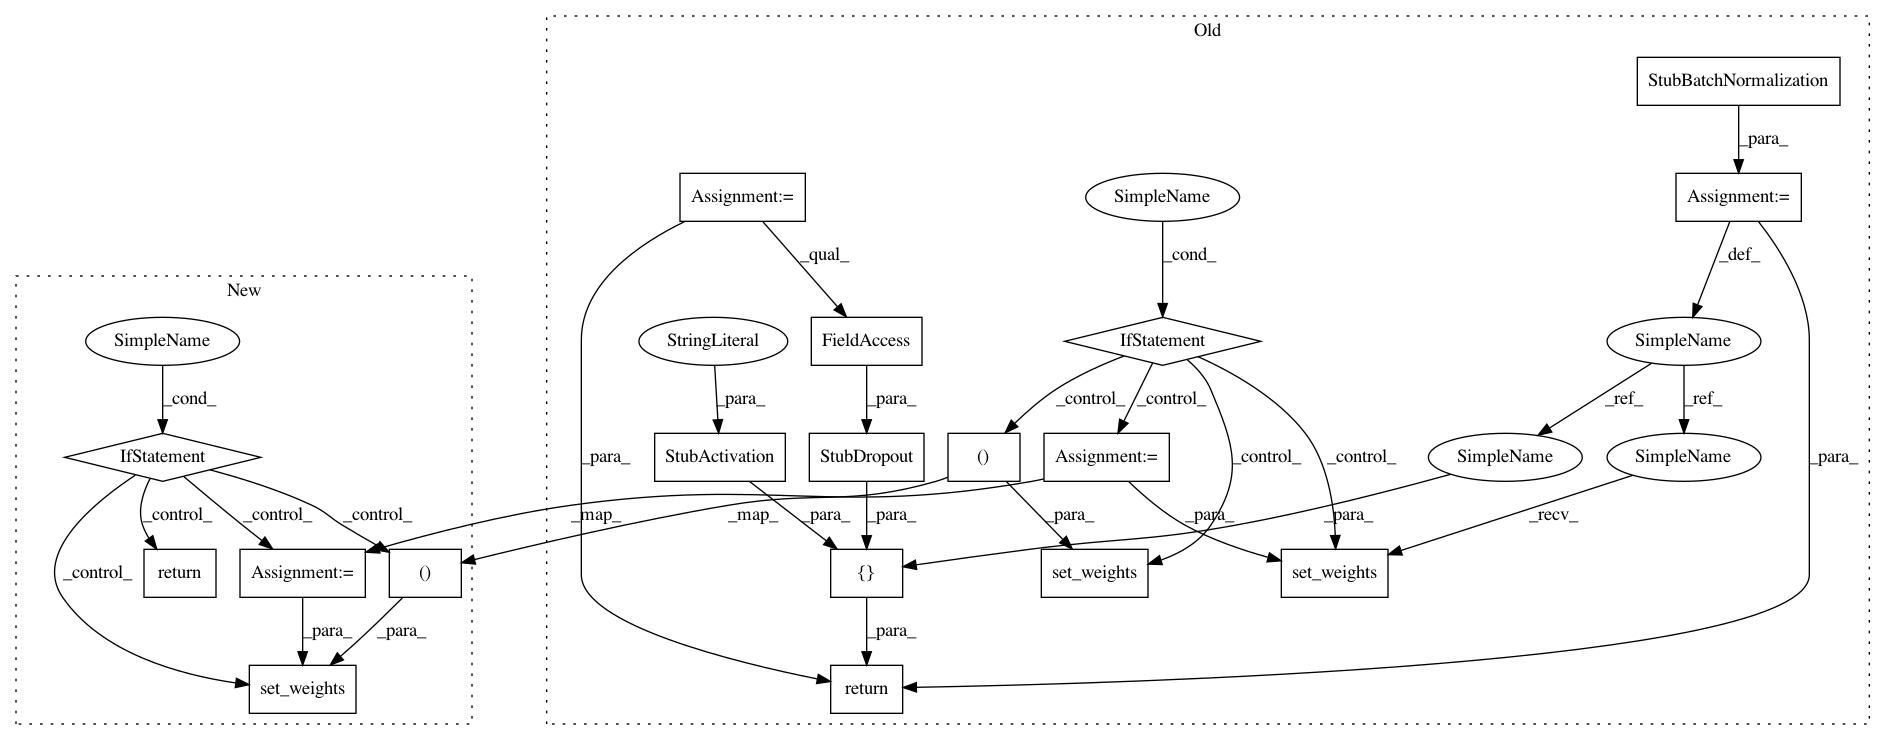 Old
StubBatchNormalization
_para_
Assignment:=
SimpleName
Assignment:=
_qual_
_cond_
_def_
New
SimpleName
StringLiteral
FieldAccess
IfStatement
SimpleName
_cond_
_para_
_para_
_control_
_control_
_ref_
_ref_
IfStatement
StubActivation
StubDropout
()
Assignment:=
SimpleName
SimpleName
_para_
_control_
_control_
_para_
_control_
_control_
_control_
_map_
_map_
_para_
_para_
_para_
_para_
_para_
_recv_
_control_
return
Assignment:=
()
{}
set_weights
set_weights
_para_
_para_
_para_
set_weights
return